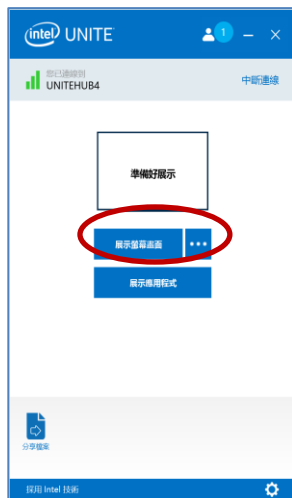 intel UNITE
1
您已連線到
UNITEHUB4
中斷連線
準備好展示
展示螢幕畫面
展示應用程式
分享檔案
採用 Intel 技術